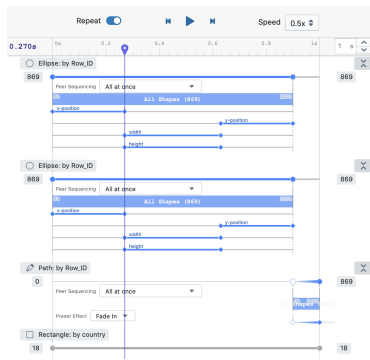 Repeat Speed 0.5x
0.270s 0s 0.2 0.4 0.6 0.8 1s 1 s
Ellipse: by Row_ID
869 869
Peer Sequencing All at once
All Shapes (869)
x-position
y-position
width
height
Ellipse: by Row_ID
869 869
Peer Sequencing All at once
All Shapes (869)
x-position
y-position
width
height
Path: by Row_ID
0 869
Peer Sequencing All at once
Shapes
Preset Effect Fade In
Rectangle: by country
18 18